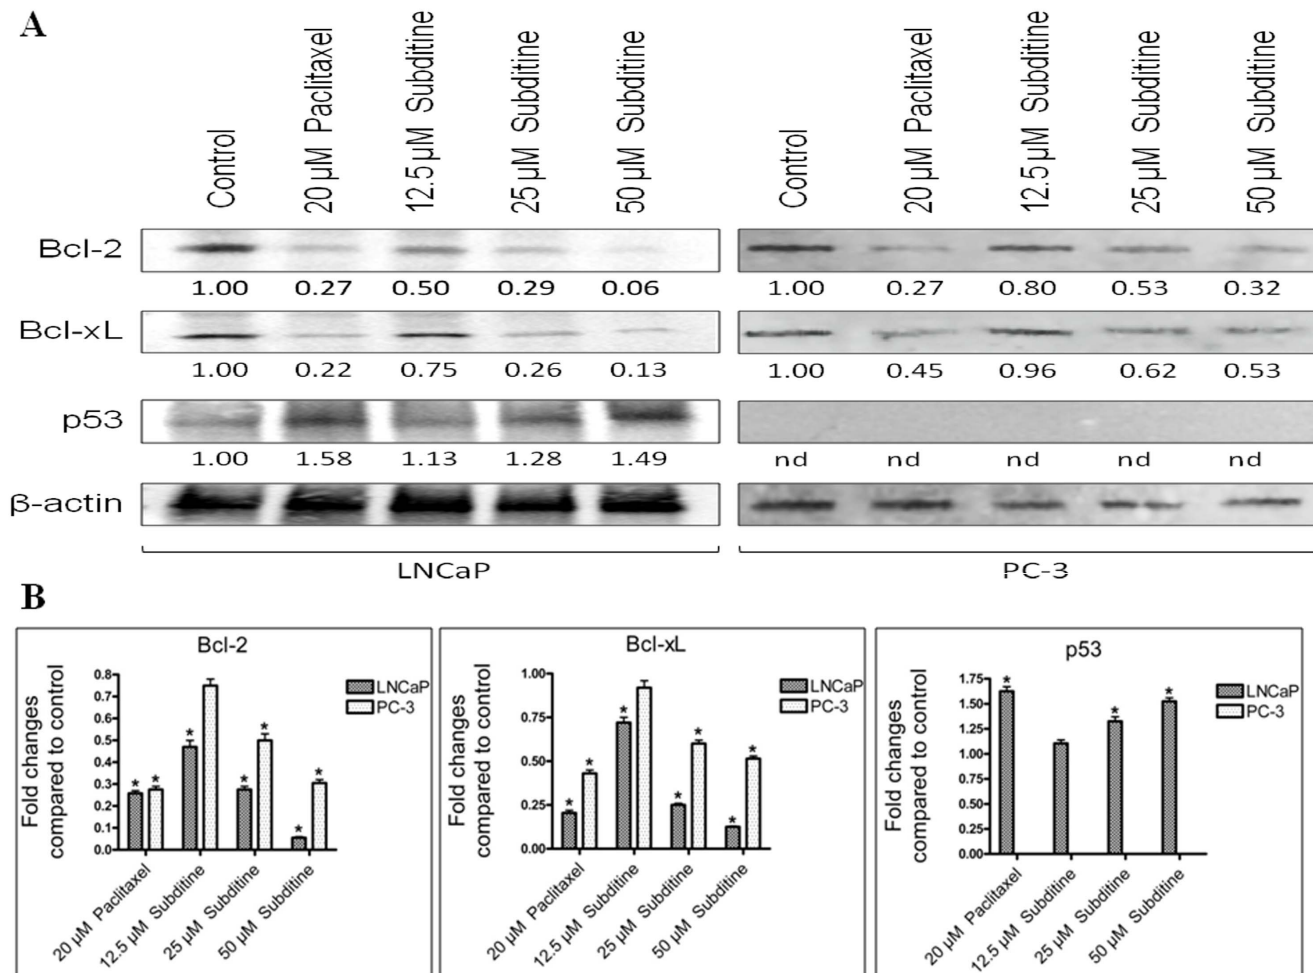 A
Control 20 µM Paclitaxel 12.5 µM Subditine 25 µM Subditine 50 µM Subditine Control 20 µM Paclitaxel 12.5 µM Subditine 25 µM Subditine 50 µM Subditine
Bcl-2
1.00 0.27 0.50 0.29 0.06 1.00 0.27 0.80 0.53 0.32
Bcl-xL
1.00 0.22 0.75 0.26 0.13 1.00 0.45 0.96 0.62 0.53
p53
1.00 1.58 1.13 1.28 1.49 nd nd nd nd nd
β-actin
LNCaP PC-3
B
Bcl-2
Fold changes
compared to control
0.8
0.7
0.6
0.5
0.4
0.3
0.2
0.1
0.0
* * * * * * *
LNCaP
PC-3
20 µM Paclitaxel
12.5 µM Subditine
25 µM Subditine
50 µM Subditine
Bcl-xL
Fold changes
compared to control
1.00
0.75
0.50
0.25
0.00
* * * * * * *
LNCaP
PC-3
20 µM Paclitaxel
12.5 µM Subditine
25 µM Subditine
50 µM Subditine
p53
Fold changes
compared to control
1.75
1.50
1.25
1.00
0.75
0.50
0.25
0.00
* * *
LNCaP
PC-3
20 µM Paclitaxel
12.5 µM Subditine
25 µM Subditine
50 µM Subditine